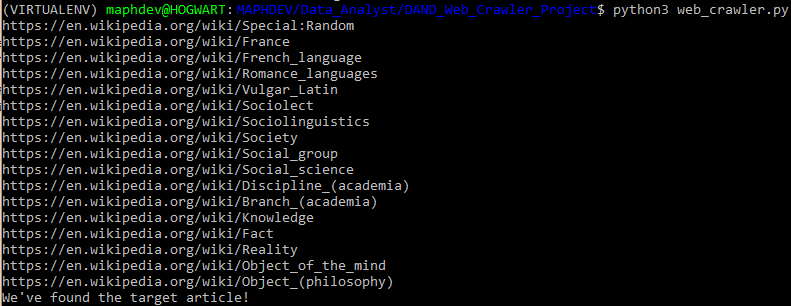 (VIRTUALENV) maphdev@HOGWART:MAPHDEV/Data_Analyst/DAND_Web_Crawler_Project$ python3 web_crawler.py
https://en.wikipedia.org/wiki/Special:Random
https://en.wikipedia.org/wiki/France
https://en.wikipedia.org/wiki/French_language
https://en.wikipedia.org/wiki/Romance_languages
https://en.wikipedia.org/wiki/Vulgar_Latin
https://en.wikipedia.org/wiki/Sociolect
https://en.wikipedia.org/wiki/Sociolinguistics
https://en.wikipedia.org/wiki/Society
https://en.wikipedia.org/wiki/Social_group
https://en.wikipedia.org/wiki/Social_science
https://en.wikipedia.org/wiki/Discipline_(academia)
https://en.wikipedia.org/wiki/Branch_(academia)
https://en.wikipedia.org/wiki/Knowledge
https://en.wikipedia.org/wiki/Fact
https://en.wikipedia.org/wiki/Reality
https://en.wikipedia.org/wiki/Object_of_the_mind
https://en.wikipedia.org/wiki/Object_(philosophy)
We've found the target article!